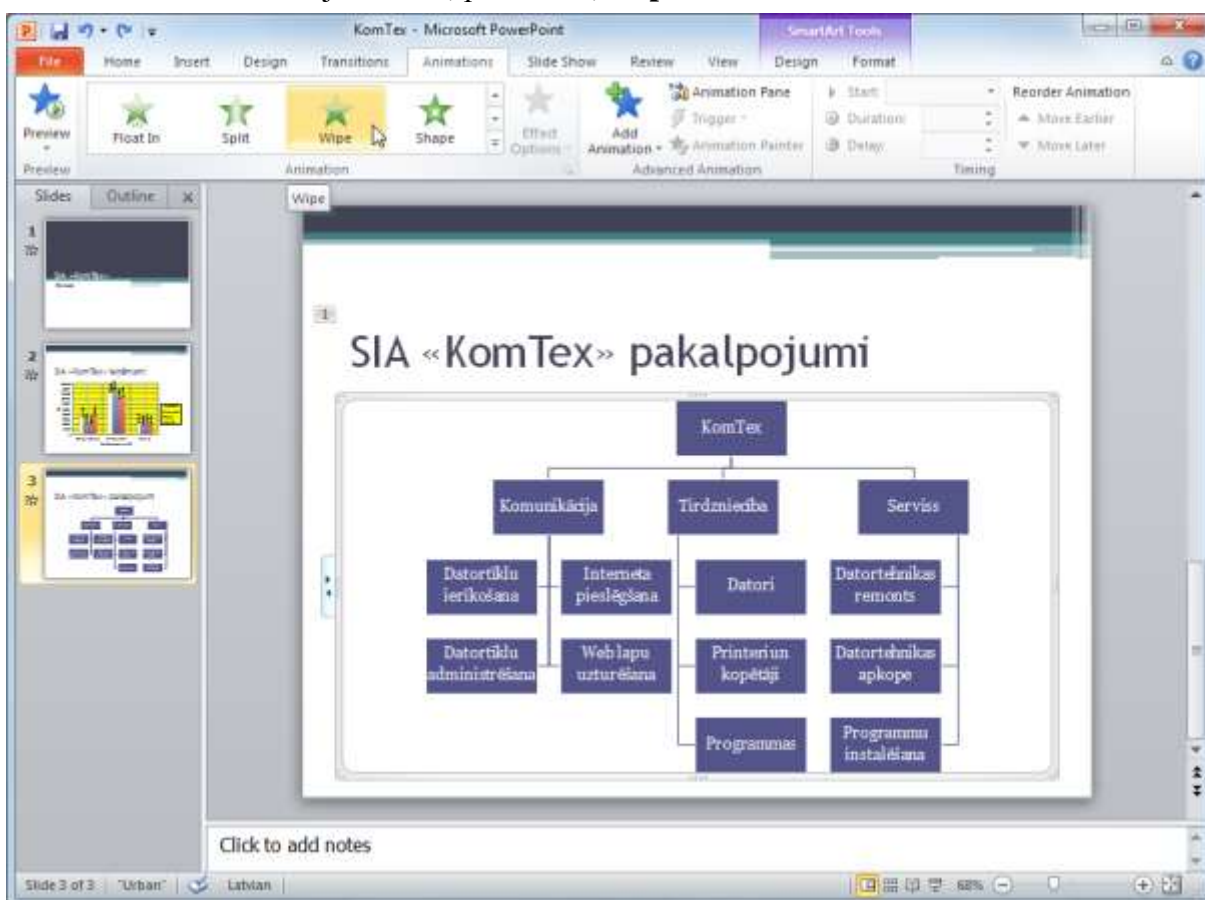 KomTex - Microsoft PowerPoint
SmartArt Tools
File Home Insert Design Transitions Animations Slide Show Review View Design Format
Preview
Float In
Split
Wipe
Shape
Effect Options
Add Animation
Animation Pane
Trigger
Animation Painter
Start:
Duration:
Delay:
Reorder Animation
Move Earlier
Move Later
Preview
Animation
Advanced Animation
Timing
Slides Outline
Wipe
1
2
3
1
SIA «KomTex» pakalpojumi
KomTex
Komunikācija Tirdzniecība Serviss
Datortīklu
ierīkošana
Interneta
pieslēgšana
Datori
Datortehnikas
remonts
Datortīklu
administrēšana
Web lapu
uzturēšana
Printeri un
kopētāji
Datortehnikas
apkope
Programmas
Programmu
instalēšana
Click to add notes
Slide 3 of 3 "Urban" Latvian 68%